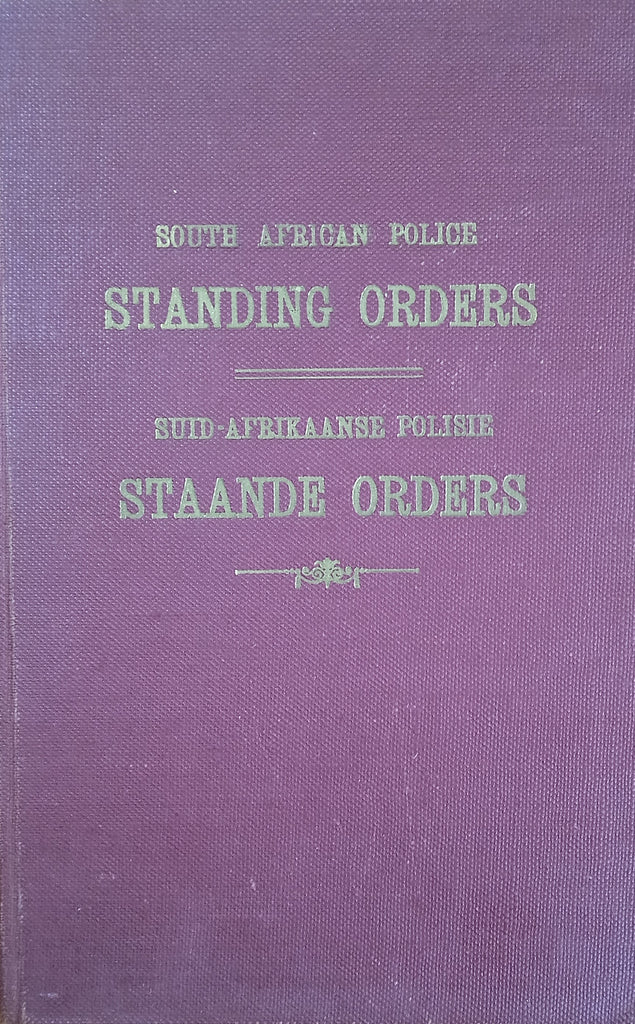 SOUTH AFRICAN POLICE
STANDING ORDERS
SUID-AFRIKAANSE POLISIE
STAANDE ORDERS